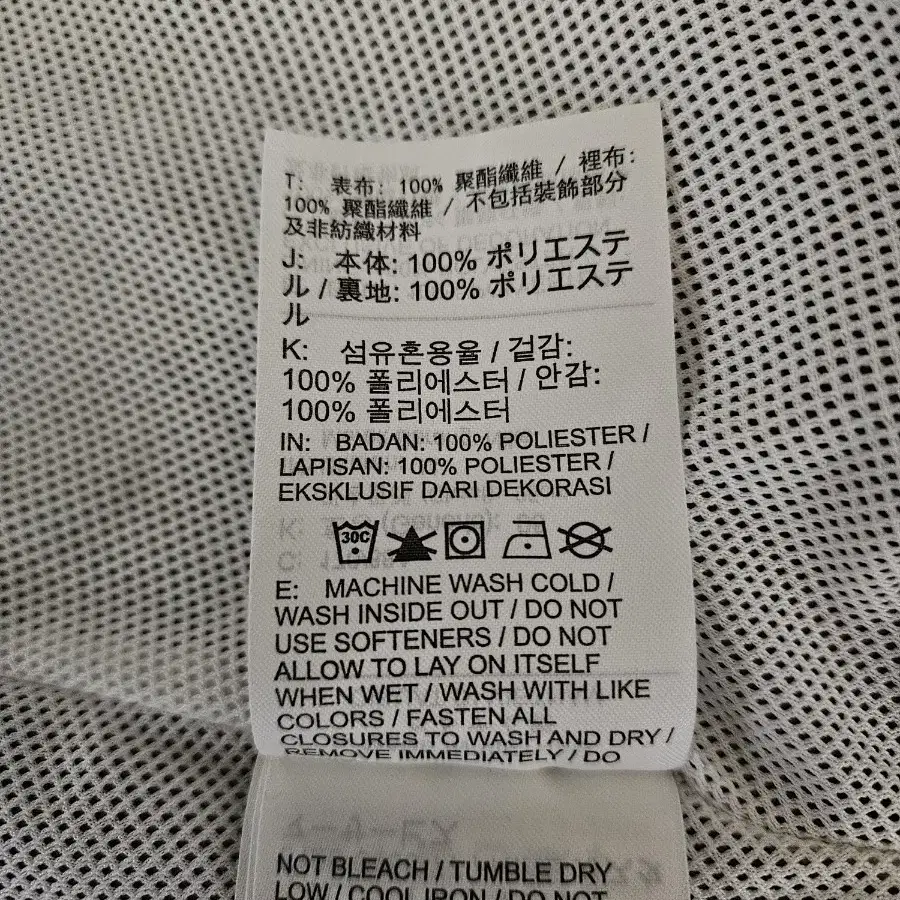 T: 表布: 100% 聚酯纖維 / 裡布:
100% 聚酯纖維 / 不包括裝飾部分
及非紡織材料
J: 本体: 100% ポリエステ
ル / 裏地: 100% ポリエステ
ル
K: 섬유혼용율 / 겉감:
100% 폴리에스터 / 안감:
100% 폴리에스터
IN: BADAN: 100% POLIESTER /
LAPISAN: 100% POLIESTER /
EKSKLUSIF DARI DEKORASI
30C
E: MACHINE WASH COLD /
WASH INSIDE OUT / DO NOT
USE SOFTENERS / DO NOT
ALLOW TO LAY ON ITSELF
WHEN WET / WASH WITH LIKE
COLORS / FASTEN ALL
CLOSURES TO WASH AND DRY /
REMOVE IMMEDIATELY / DO
NOT BLEACH / TUMBLE DRY
LOW / COOL IRON / DO NOT